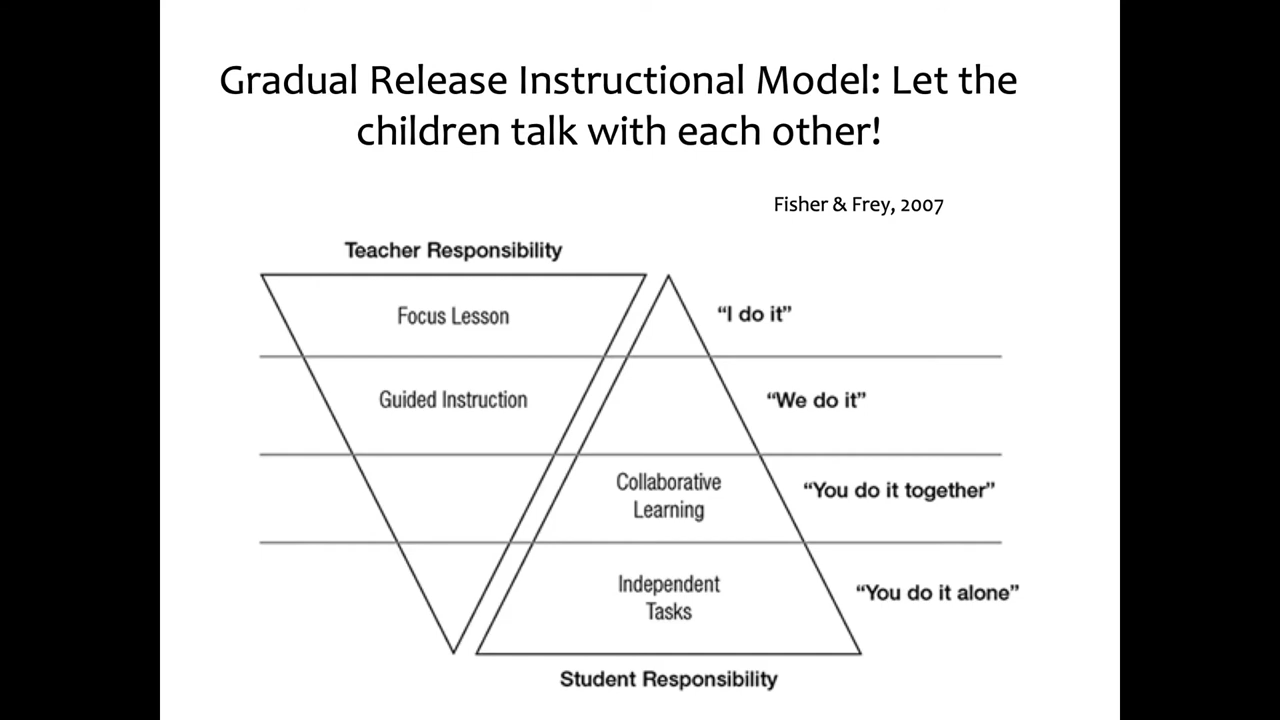 Gradual Release Instructional Model: Let the
children talk with each other!
Fisher & Frey, 2007
Teacher Responsibility
Focus Lesson
“I do it”
Guided Instruction
“We do it”
Collaborative
Learning
“You do it together”
Independent
Tasks
“You do it alone”
Student Responsibility